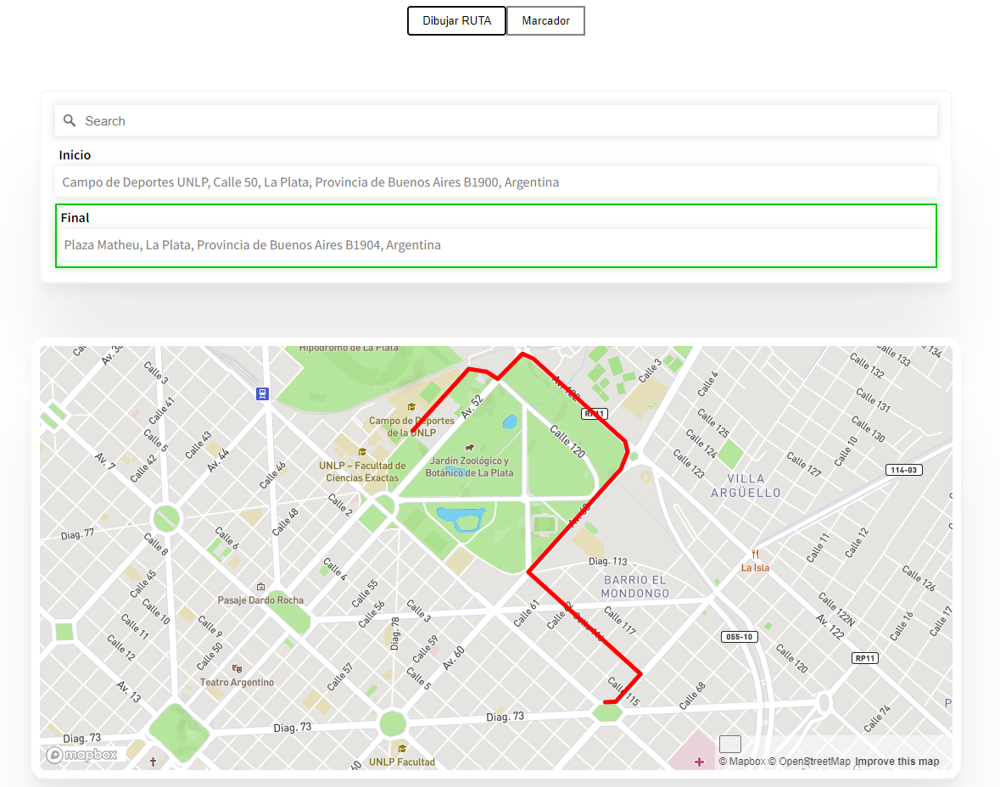 Dibujar RUTA
Marcador
Search
Inicio
Campo de Deportes UNLP, Calle 50, La Plata, Provincia de Buenos Aires B1900, Argentina
Final
Plaza Matheu, La Plata, Provincia de Buenos Aires B1904, Argentina
Hipódromo de La Plata
Calle 3
Calle 3
Calle 4
Calle 132
Calle 133
Calle 131
Calle 130
Calle 41
Calle 5
Calle 43
Av. 44
Calle 42
Av. 7
Calle 46
Av. 52
Campo de Deportes
de la UNLP
RP11
Calle 120
Calle 125
Calle 124
Calle 123
Calle 127
Calle 10
114-03
UNLP – Facultad de
Ciencias Exactas
Jardín Zoológico y
Botánico de La Plata
VILLA
ARGÜELLO
Calle 2
Calle 48
Diag. 77
Calle 6
Calle 8
Calle 11
Calle 12
La Isla
Diag. 113
BARRIO EL
MONDONGO
Calle 45
Calle 4
Calle 55
Calle 126
Pasaje Dardo Rocha
Calle 10
Calle 56
Calle 3
Calle 61
Calle 117
Calle 122N
Av. 122
Calle 16
Calle 17
Calle 11
Calle 9
Diag. 78
055-10
Calle 12
Calle 50
Calle 59
Av. 60
Calle 120
RP11
Teatro Argentino
Calle 57
Calle 5
Av. 13
Calle 115
Calle 68
Diag. 73
Diag. 73
Diag. 73
Calle 74
mapbox
UNLP Facultad
© Mapbox © OpenStreetMap Improve this map